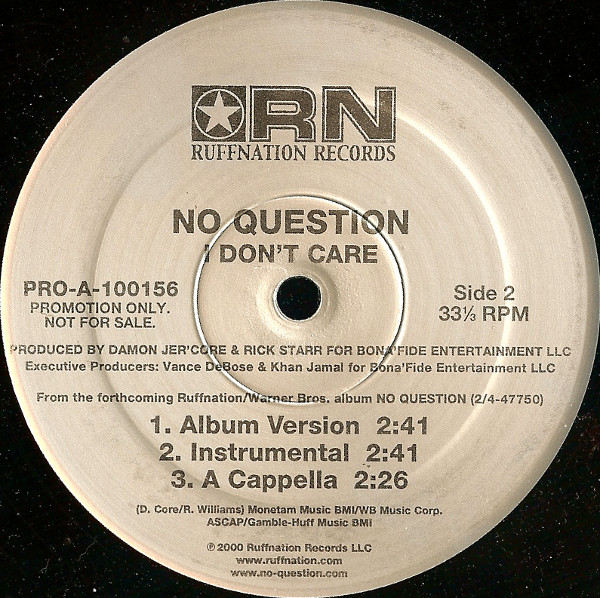 RN
RUFFNATION RECORDS
NO QUESTION
I DON'T CARE
PRO-A-100156
PROMOTION ONLY.
NOT FOR SALE.
Side 2
33⅓ RPM
PRODUCED BY DAMON JER'CORE & RICK STARR FOR BONA'FIDE ENTERTAINMENT LLC
Executive Producers: Vance DeBose & Khan Jamal for Bona'Fide Entertainment LLC
From the forthcoming Ruffnation/Warner Bros. album NO QUESTION (2/4-47750)
1. Album Version 2:41
2. Instrumental 2:41
3. A Cappella 2:26
(D. Core/R. Williams) Monetam Music BMI/WB Music Corp.
ASCAP/Gamble-Huff Music BMI
℗ 2000 Ruffnation Records LLC
www.ruffnation.com
www.no-question.com